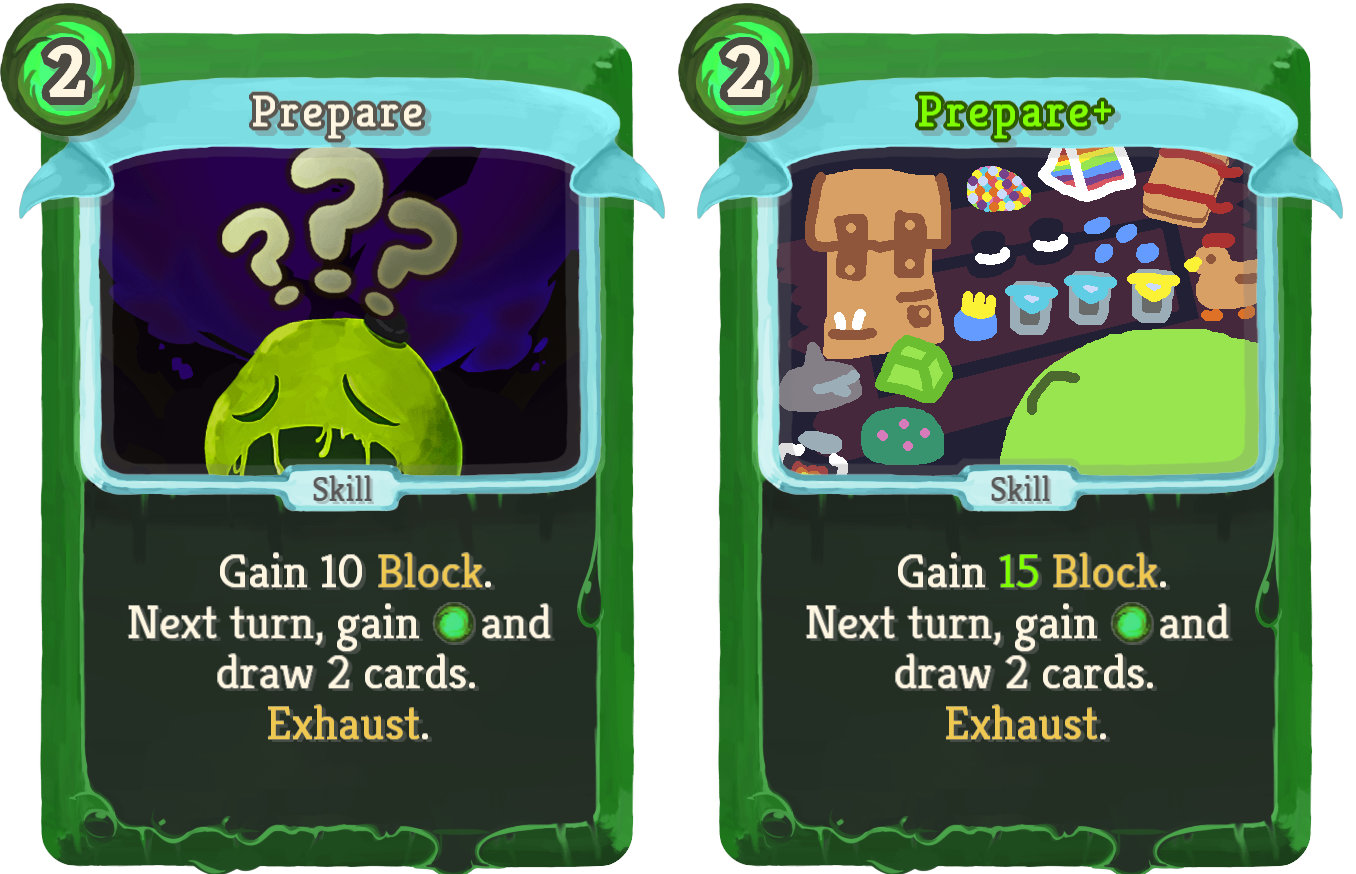 2
Prepare
???
Skill
Gain 10 Block.
Next turn, gain and
draw 2 cards.
Exhaust.
2
Prepare+
Skill
Gain 15 Block.
Next turn, gain and
draw 2 cards.
Exhaust.